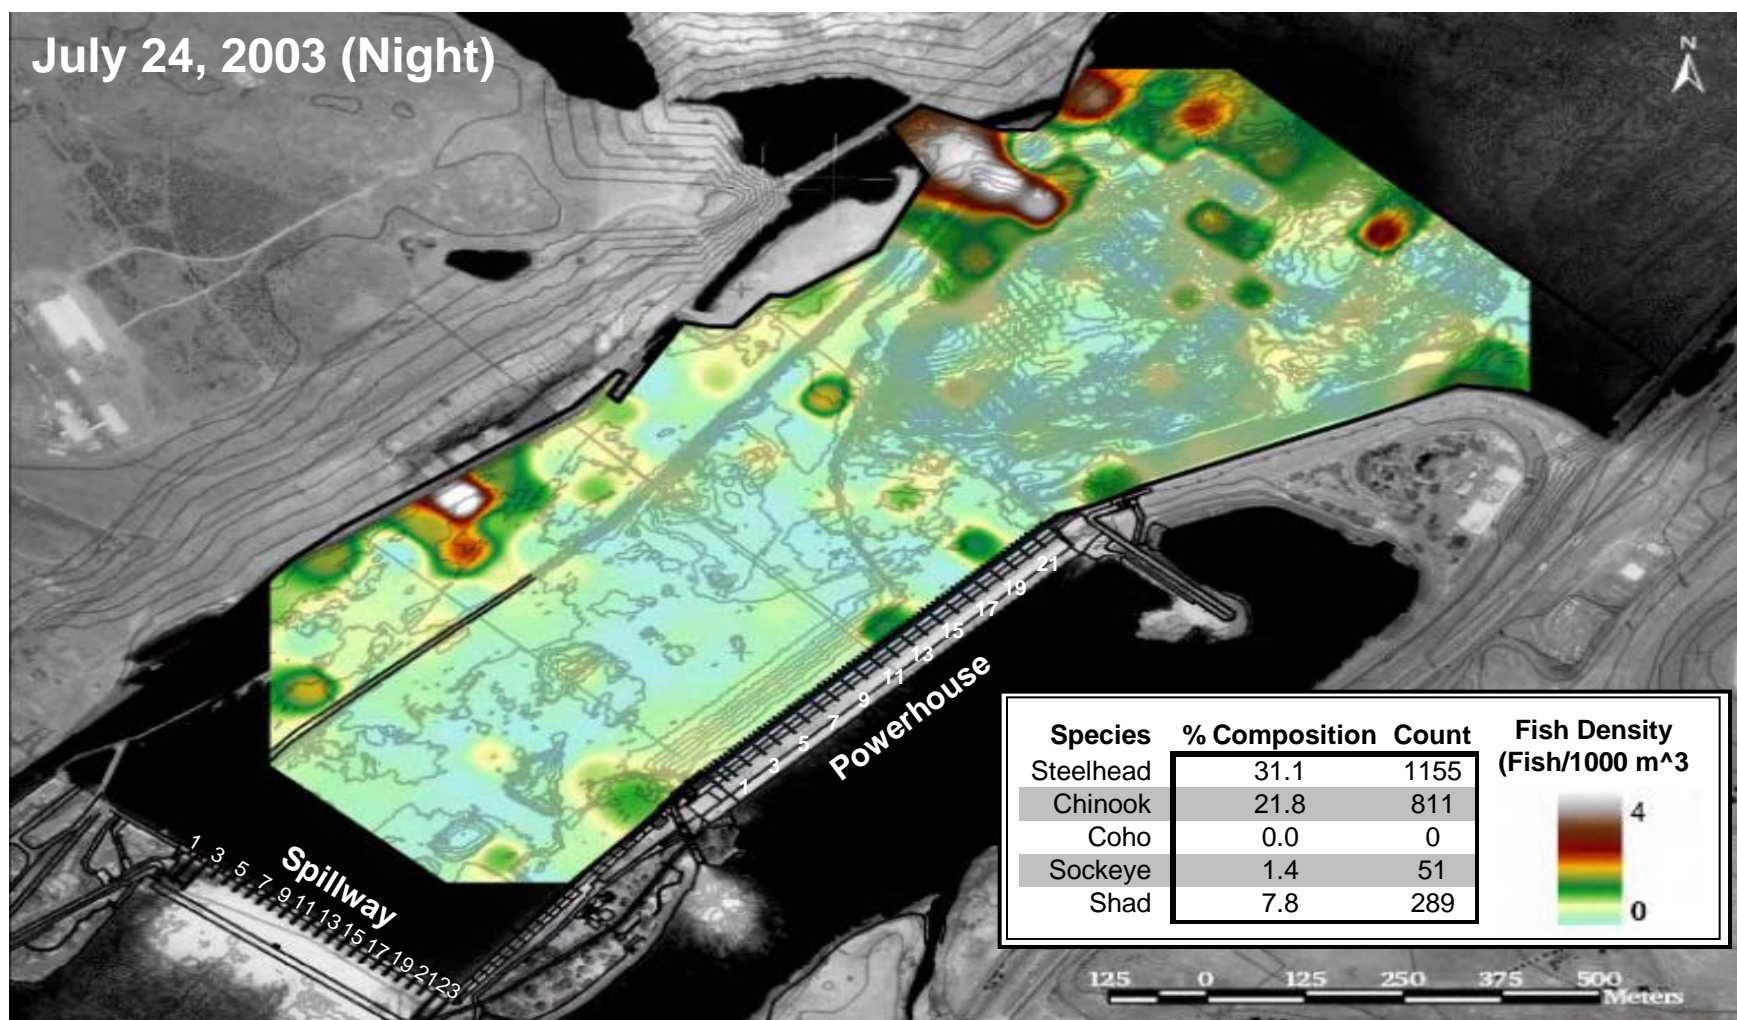 July 24, 2003 (Night)
N
21
19
17
15
13
11
9
7
5
3
1
Powerhouse
Spillway
1
3
5
7
9
11
13
15
17
19
21
23
Species % Composition Count
Steelhead 31.1 1155
Chinook 21.8 811
Coho 0.0 0
Sockeye 1.4 51
Shad 7.8 289
Fish Density
(Fish/1000 m^3
4
0
125 0 125 250 375 500
Meters